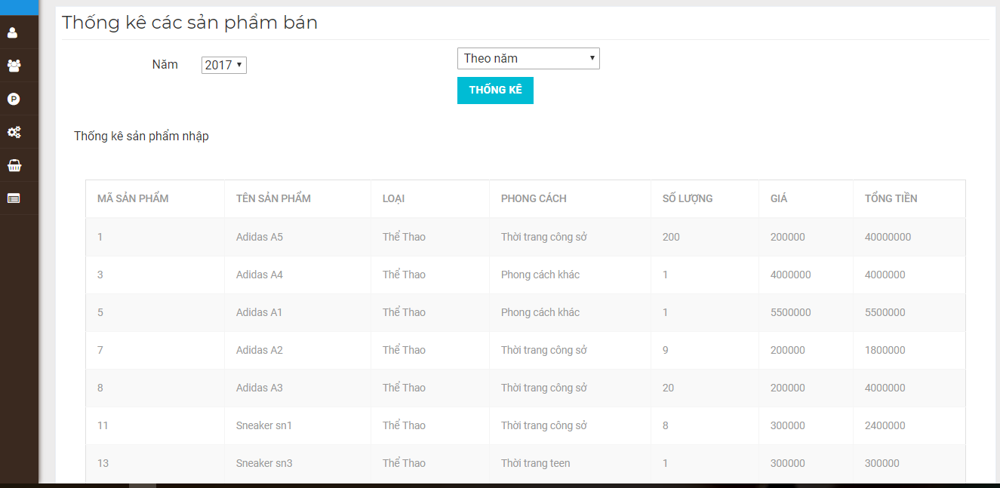 Thống kê các sản phẩm bán
Năm 2017 Theo năm
THỐNG KÊ
Thống kê sản phẩm nhập
MÃ SẢN PHẨM TÊN SẢN PHẨM LOẠI PHONG CÁCH SỐ LƯỢNG GIÁ TỔNG TIỀN
1 Adidas A5 Thể Thao Thời trang công sở 200 200000 40000000
3 Adidas A4 Thể Thao Phong cách khác 1 4000000 4000000
5 Adidas A1 Thể Thao Phong cách khác 1 5500000 5500000
7 Adidas A2 Thể Thao Thời trang công sở 9 200000 1800000
8 Adidas A3 Thể Thao Thời trang công sở 20 200000 4000000
11 Sneaker sn1 Thể Thao Thời trang công sở 8 300000 2400000
13 Sneaker sn3 Thể Thao Thời trang teen 1 300000 300000